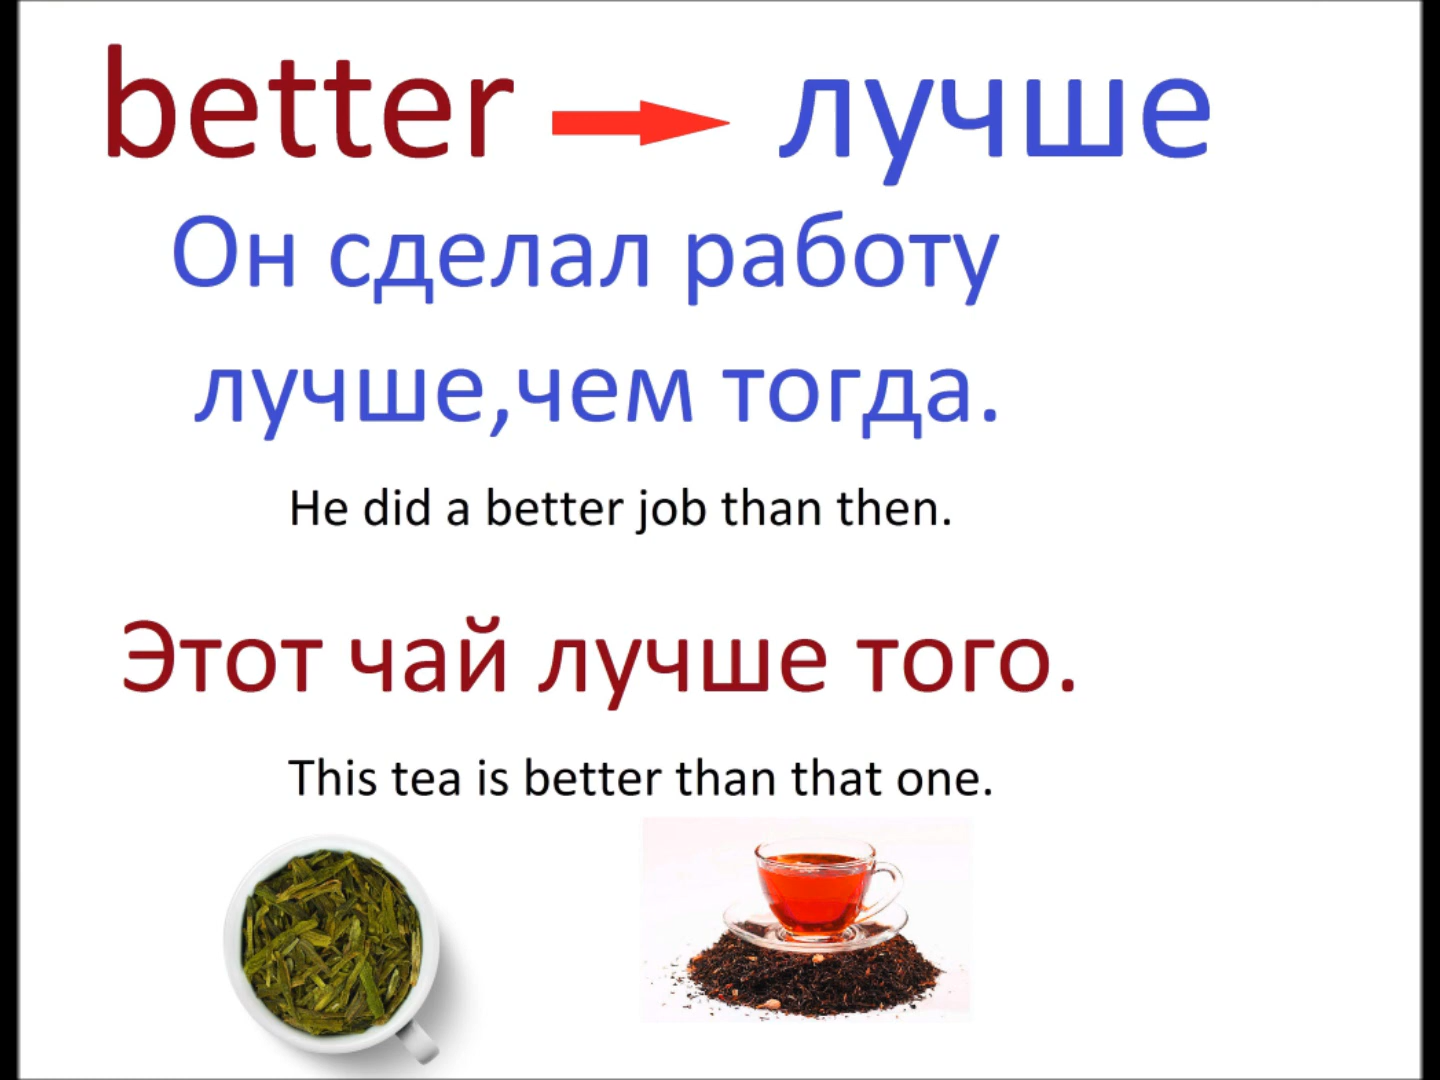 better лучше
Он сделал работу
лучше,чем тогда.
He did a better job than then.
Этот чай лучше того.
This tea is better than that one.